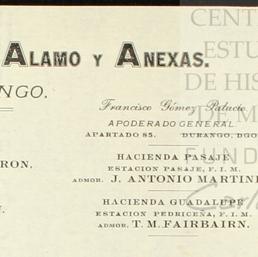 CENT
ALAMO Y ANEXAS.
ESTU
DE HIS
NGO.
Francisco Gómez Palacio.
DE M
APODERADO GENERAL
APARTADO 85. DURANGO, DGO.
FUND
HACIENDA PASAJE
RON.
ESTACION PASAJE, F. I. M.
ADMOR. J. ANTONIO MARTINE
HACIENDA GUADALUPE
ESTACION PEDRICEÑA, F. I. M.
ADMOR. T. M. FAIRBAIRN.